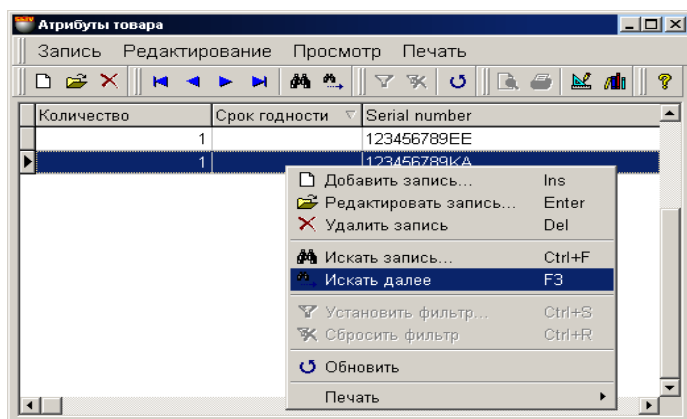 Атрибуты товара
Запись Редактирование Просмотр Печать
Количество Срок годности Serial number
1 123456789EE
1 123456789KA
Добавить запись... Ins
Редактировать запись... Enter
Удалить запись Del
Искать запись... Ctrl+F
Искать далее F3
Установить фильтр... Ctrl+S
Сбросить фильтр Ctrl+R
Обновить
Печать